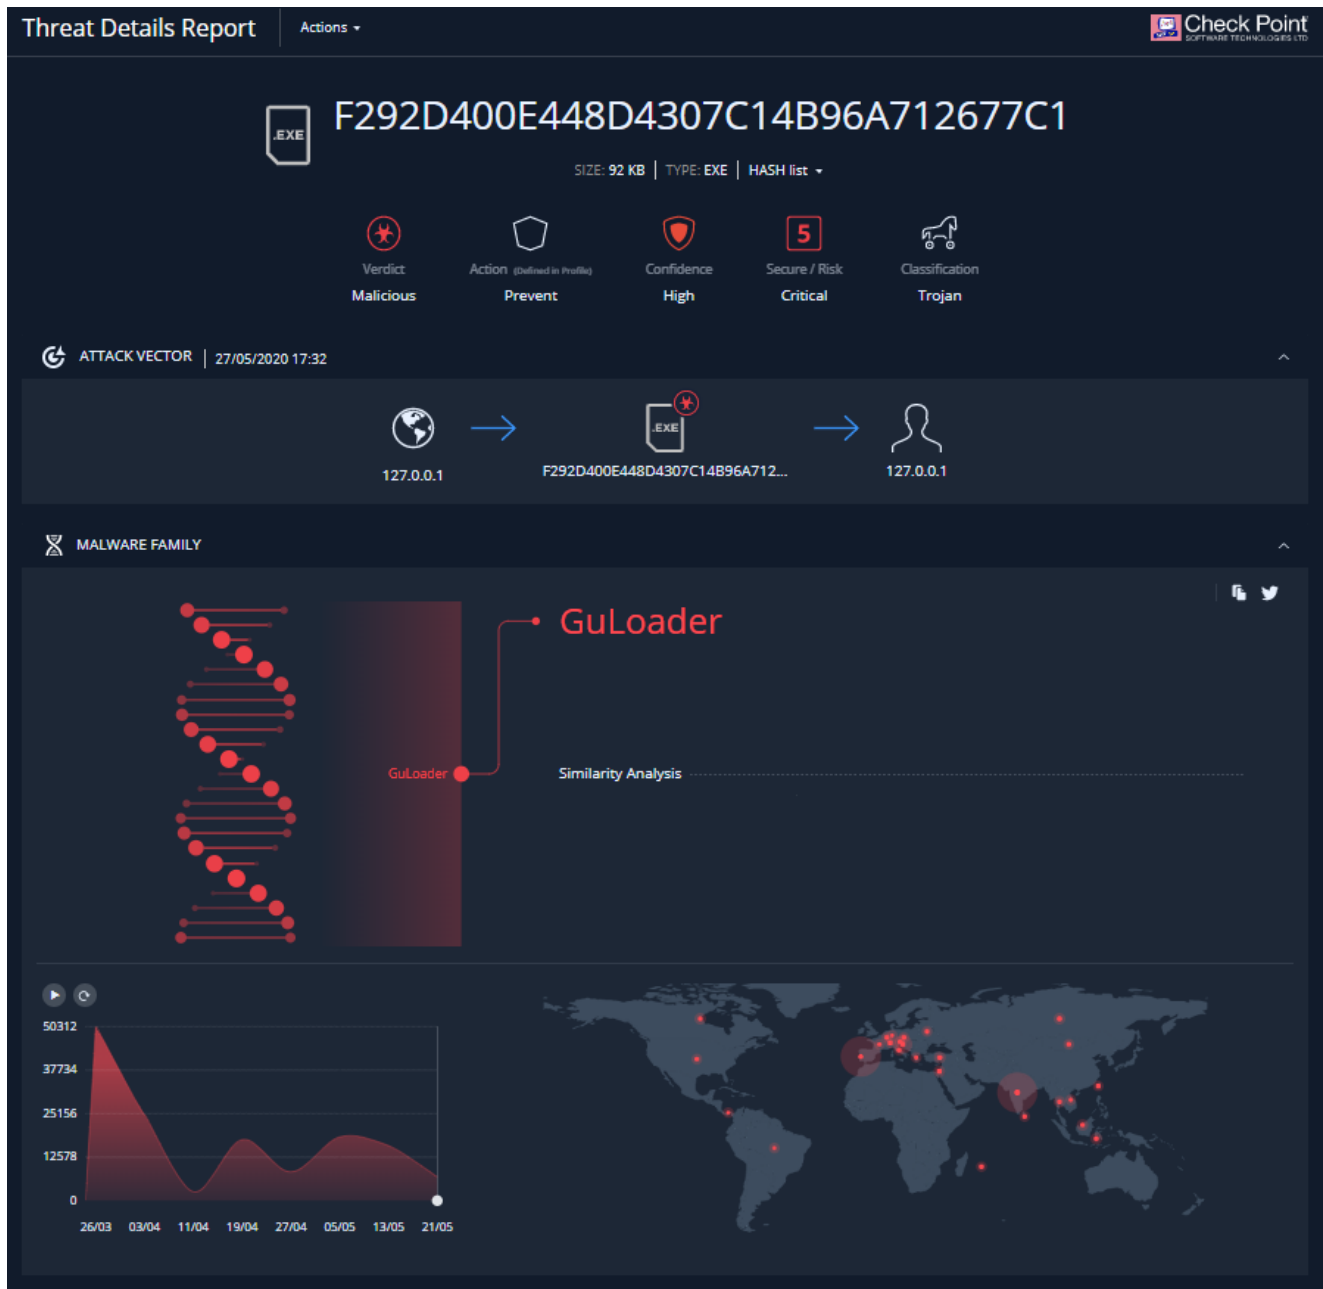 Threat Details Report
Actions
Check Point
SOFTWARE TECHNOLOGIES LTD
.EXE
F292D400E448D4307C14B96A712677C1
SIZE: 92 KB | TYPE: EXE | HASH list
5
Verdict
Action (Defined in Profile)
Confidence
Secure / Risk
Classification
Malicious
Prevent
High
Critical
Trojan
ATTACK VECTOR | 27/05/2020 17:32
.EXE
127.0.0.1
F292D400E448D4307C14B96A712...
127.0.0.1
MALWARE FAMILY
GuLoader
GuLoader
Similarity Analysis
50312
37734
25156
12578
0
26/03 03/04 11/04 19/04 27/04 05/05 13/05 21/05